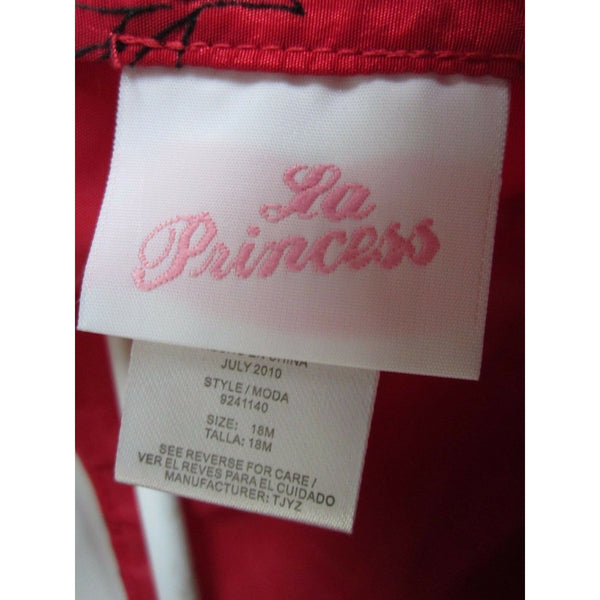 La
Princess
CHINA
JULY 2010
STYLE / MODA
9241140
SIZE: 18M
TALLA: 18M
SEE REVERSE FOR CARE /
VER EL REVES PARA EL CUIDADO
MANUFACTURER: TJYZ